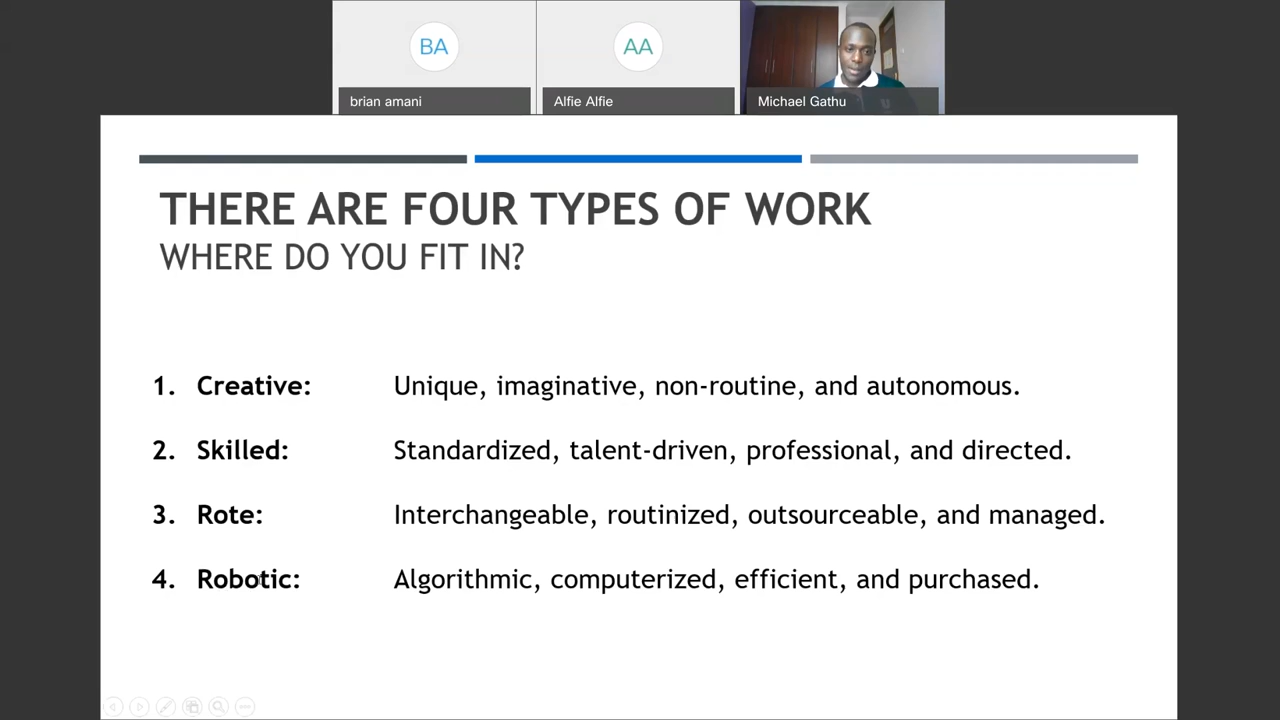 BA
AA
brian amani
Alfie Alfie
Michael Gathu
THERE ARE FOUR TYPES OF WORK
WHERE DO YOU FIT IN?
1. Creative: Unique, imaginative, non-routine, and autonomous.
2. Skilled: Standardized, talent-driven, professional, and directed.
3. Rote: Interchangeable, routinized, outsourceable, and managed.
4. Robotic: Algorithmic, computerized, efficient, and purchased.